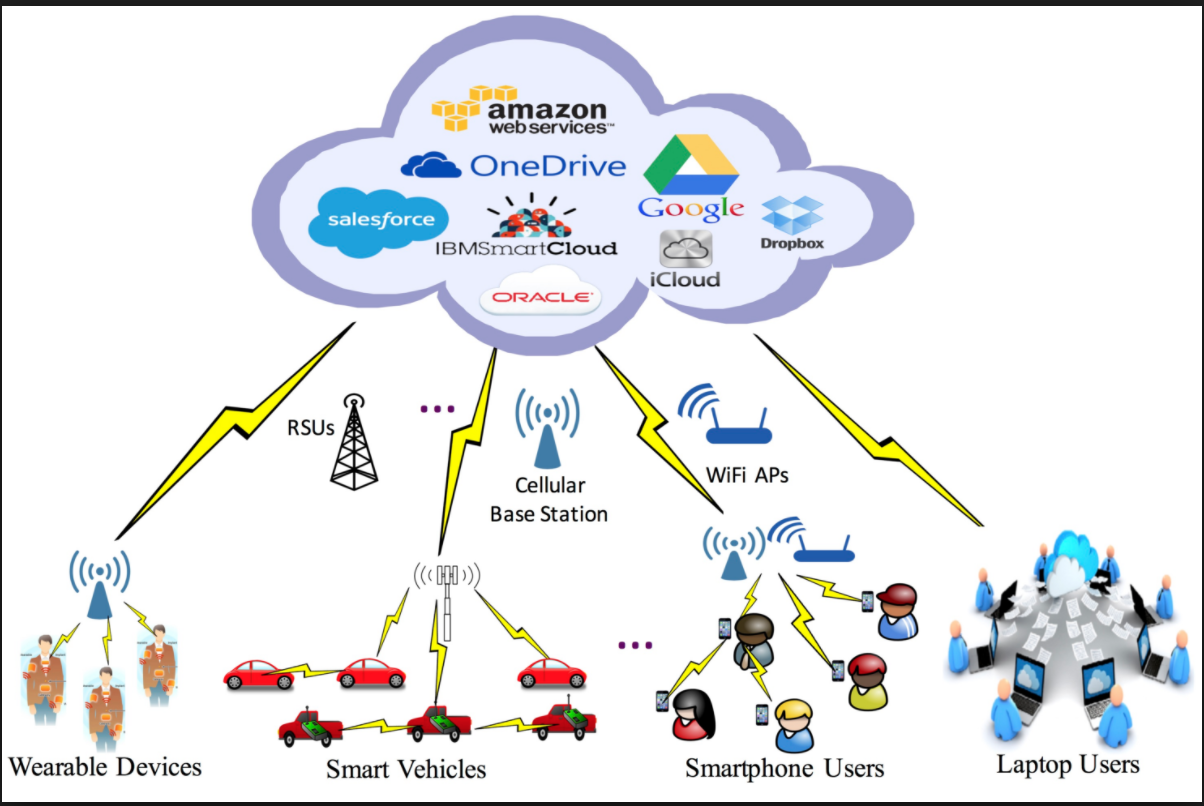 amazon
webservices™
OneDrive
salesforce
IBMSmartCloud
Google
Dropbox
iCloud
ORACLE
RSUs
...
Cellular
Base Station
WiFi APs
...
Wearable Devices
Smart Vehicles
Smartphone Users
Laptop Users